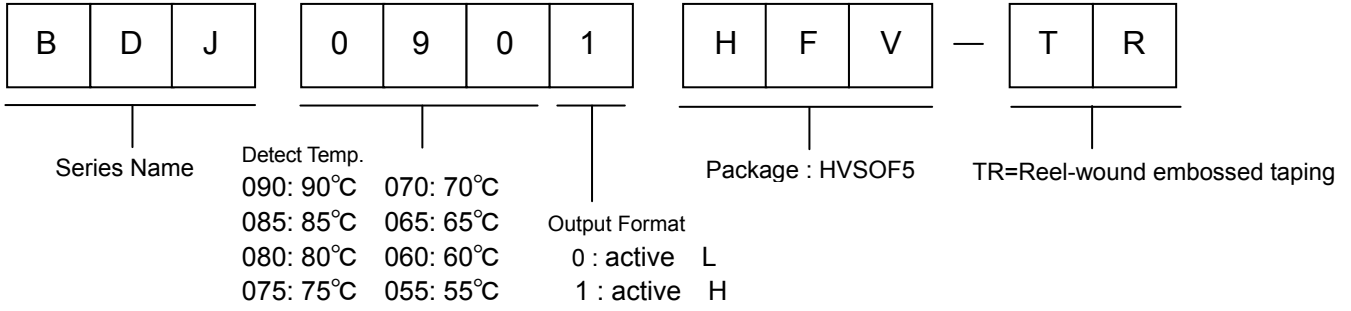 B D J 0 9 0 1 H F V — T R
Series Name
Detect Temp.
090: 90℃ 070: 70℃
085: 85℃ 065: 65℃
080: 80℃ 060: 60℃
075: 75℃ 055: 55℃
Output Format
0 : active L
1 : active H
Package : HVSOF5
TR=Reel-wound embossed taping